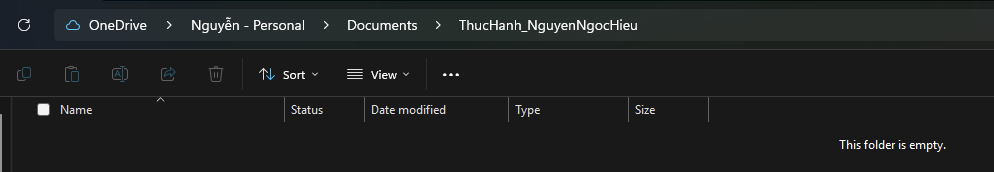 OneDrive > Nguyễn - Personal > Documents > ThucHanh_NguyenNgocHieu
Sort View
Name Status Date modified Type Size
This folder is empty.